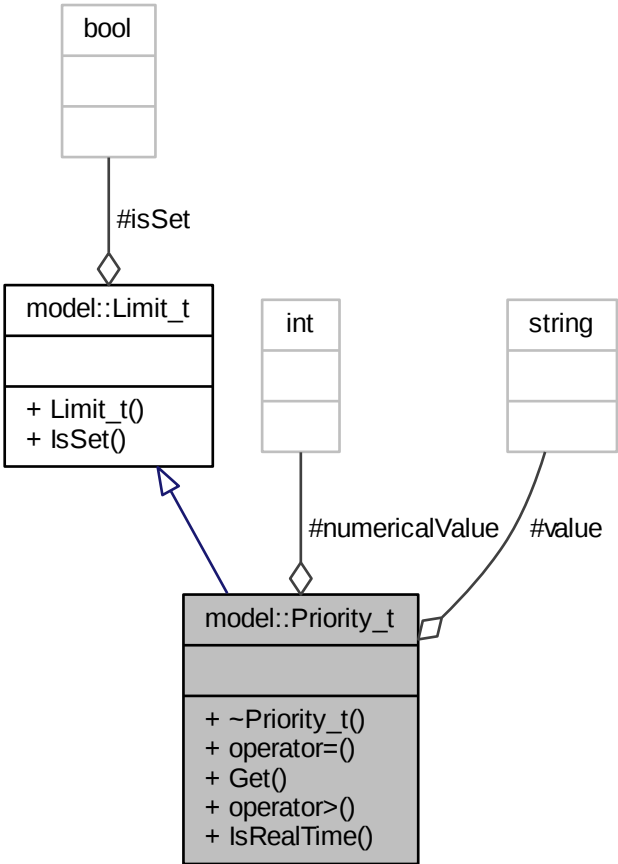 bool
#isSet
model::Limit_t
+ Limit_t()
+ IsSet()
int
string
#numericalValue
#value
model::Priority_t
+ ~Priority_t()
+ operator=()
+ Get()
+ operator>()
+ IsRealTime()